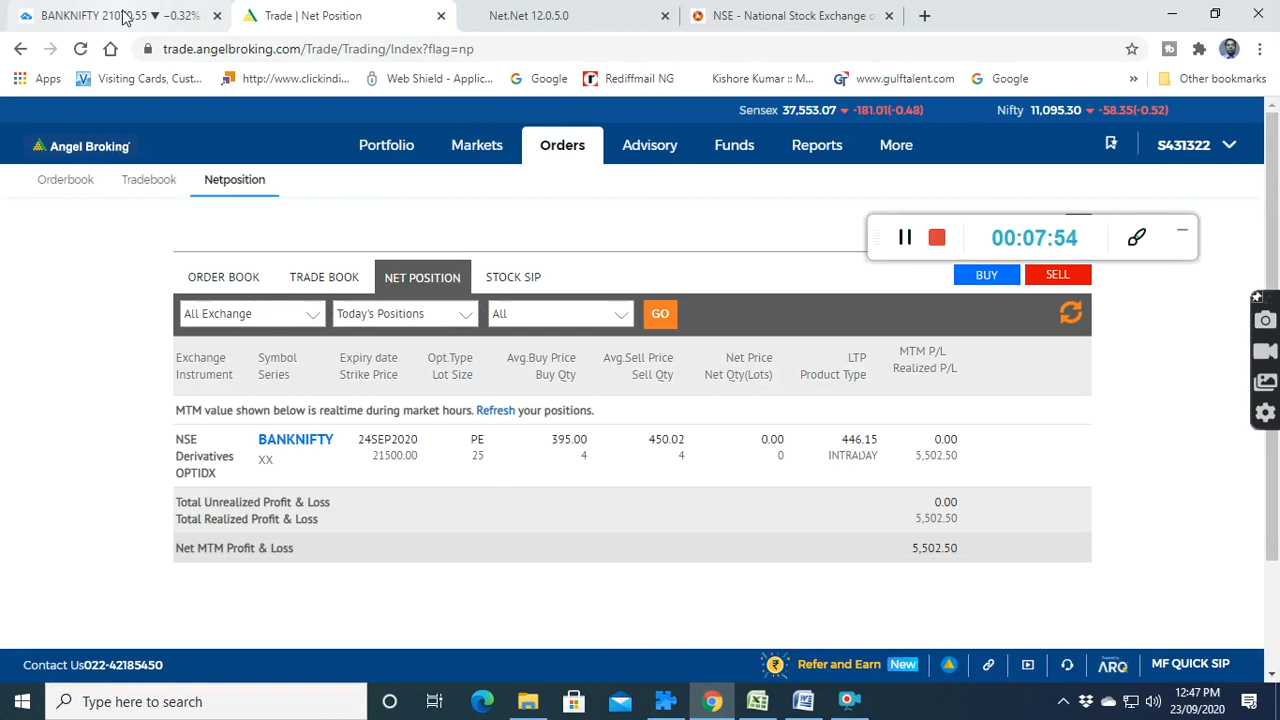 BANKNIFTY 210 .55 ▼ −0.32%
Trade | Net Position
Net.Net 12.0.5.0
NSE - National Stock Exchange o
trade.angelbroking.com/Trade/Trading/Index?flag=np
Apps
Visiting Cards, Cust...
http://www.clickindi...
Web Shield - Applic...
Google
Rediffmail NG
Kishore Kumar :: M...
www.gulftalent.com
Google
»
Other bookmarks
Sensex 37,553.07 -181.01(-0.48)
Nifty 11,095.30 -58.35(-0.52)
Angel Broking
Portfolio
Markets
Orders
Advisory
Funds
Reports
More
S431322
Orderbook
Tradebook
Netposition
00:07:54
ORDER BOOK
TRADE BOOK
NET POSITION
STOCK SIP
BUY
SELL
All Exchange
Today's Positions
All
GO
Exchange Instrument
Symbol Series
Expiry date Strike Price
Opt.Type Lot Size
Avg.Buy Price Buy Qty
Avg.Sell Price Sell Qty
Net Price Net Qty(Lots)
LTP Product Type
MTM P/L Realized P/L
MTM value shown below is realtime during market hours. Refresh your positions.
NSE BANKNIFTY 24SEP2020 PE 395.00 450.02 0.00 446.15 0.00
Derivatives XX 21500.00 25 4 4 0 INTRADAY 5,502.50
OPTIDX
Total Unrealized Profit & Loss 0.00
Total Realized Profit & Loss 5,502.50
Net MTM Profit & Loss 5,502.50
Contact Us022-42185450
Refer and Earn New
Powered by
ARQ
MF QUICK SIP
Type here to search
12:47 PM
23/09/2020